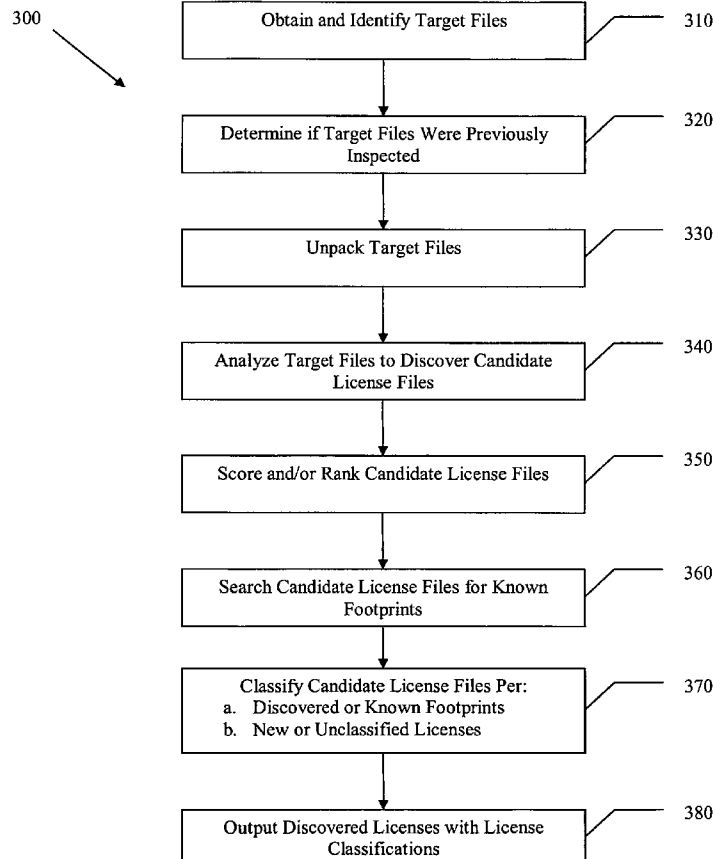 300
Obtain and Identify Target Files
310
Determine if Target Files Were Previously
Inspected
320
Unpack Target Files
330
Analyze Target Files to Discover Candidate
License Files
340
Score and/or Rank Candidate License Files
350
Search Candidate License Files for Known
Footprints
360
Classify Candidate License Files Per:
a. Discovered or Known Footprints
b. New or Unclassified Licenses
370
Output Discovered Licenses with License
Classifications
380